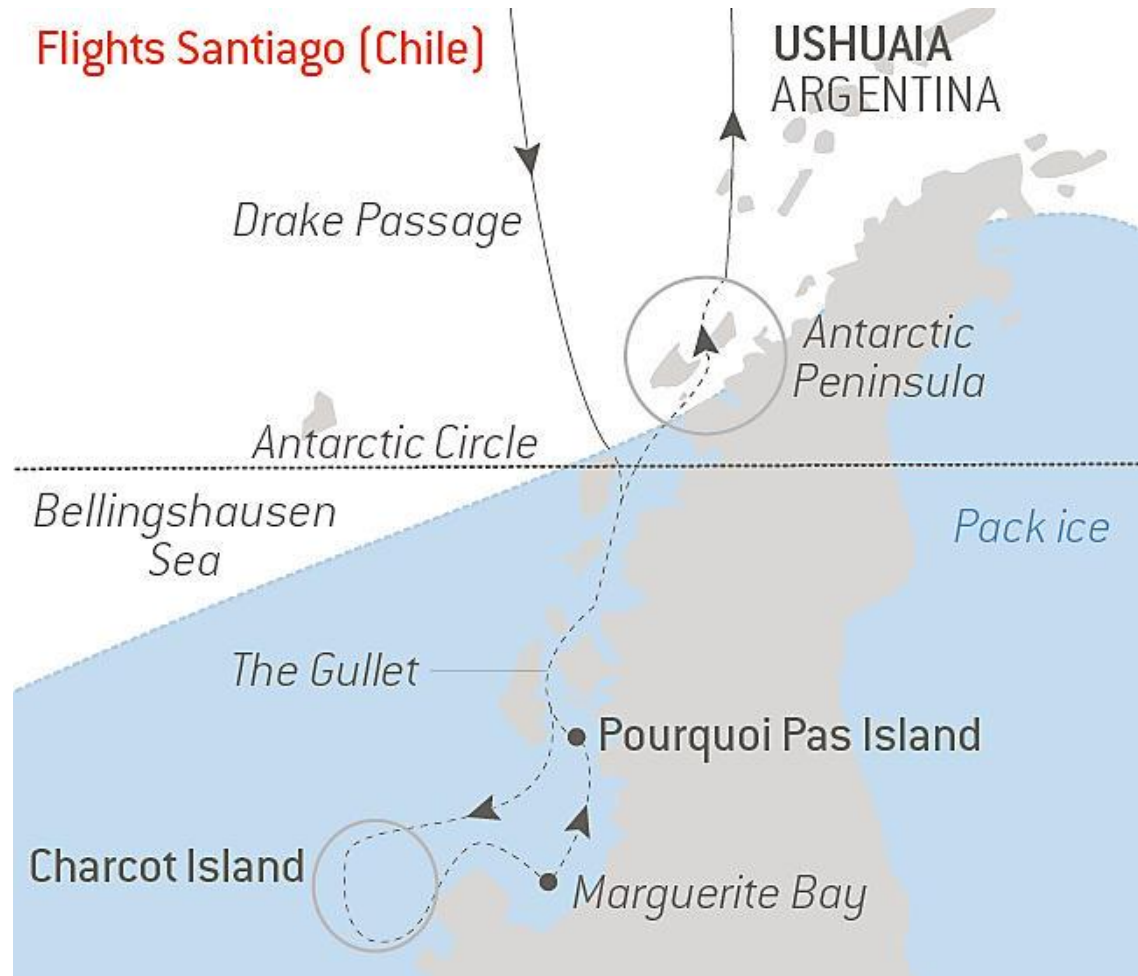 Flights Santiago (Chile)
USHUAIA
ARGENTINA
Drake Passage
Antarctic
Peninsula
Antarctic Circle
Bellingshausen
Sea
Pack ice
The Gullet
Pourquoi Pas Island
Charcot Island
Marguerite Bay